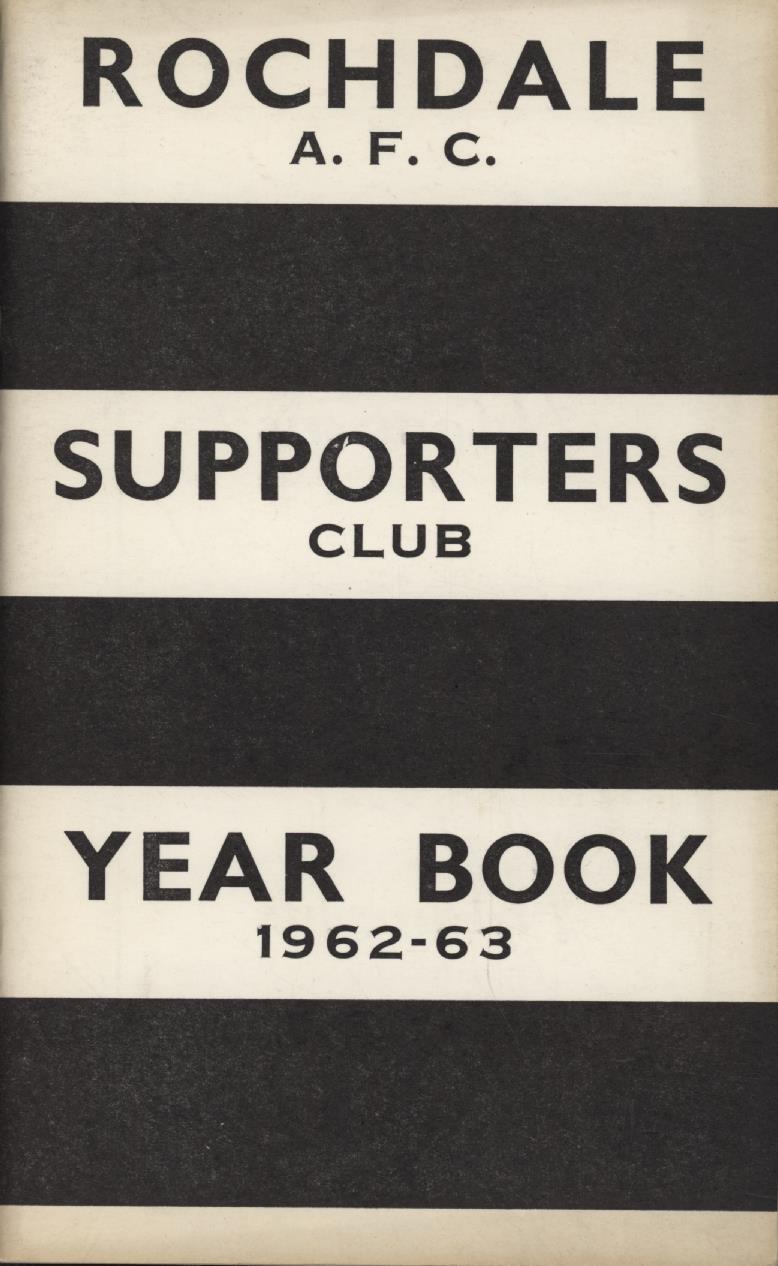 ROCHDALE
A. F. C.
SUPPORTERS
CLUB
YEAR BOOK
1962-63